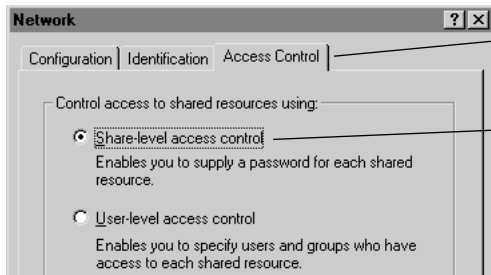 Network
Configuration Identification Access Control
Control access to shared resources using:
Share-level access control
Enables you to supply a password for each shared
resource.
User-level access control
Enables you to specify users and groups who have
access to each shared resource.